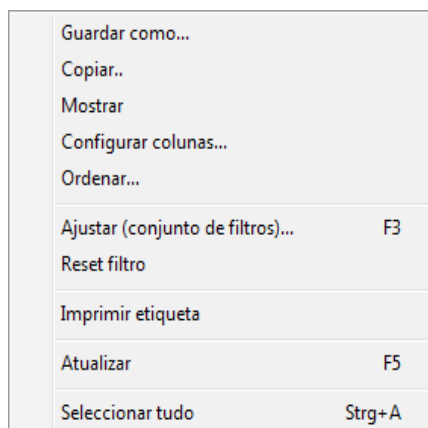 Guardar como...
Copiar..
Mostrar
Configurar colunas...
Ordenar...
Ajustar (conjunto de filtros)... F3
Reset filtro
Imprimir etiqueta
Atualizar F5
Seleccionar tudo Strg+A